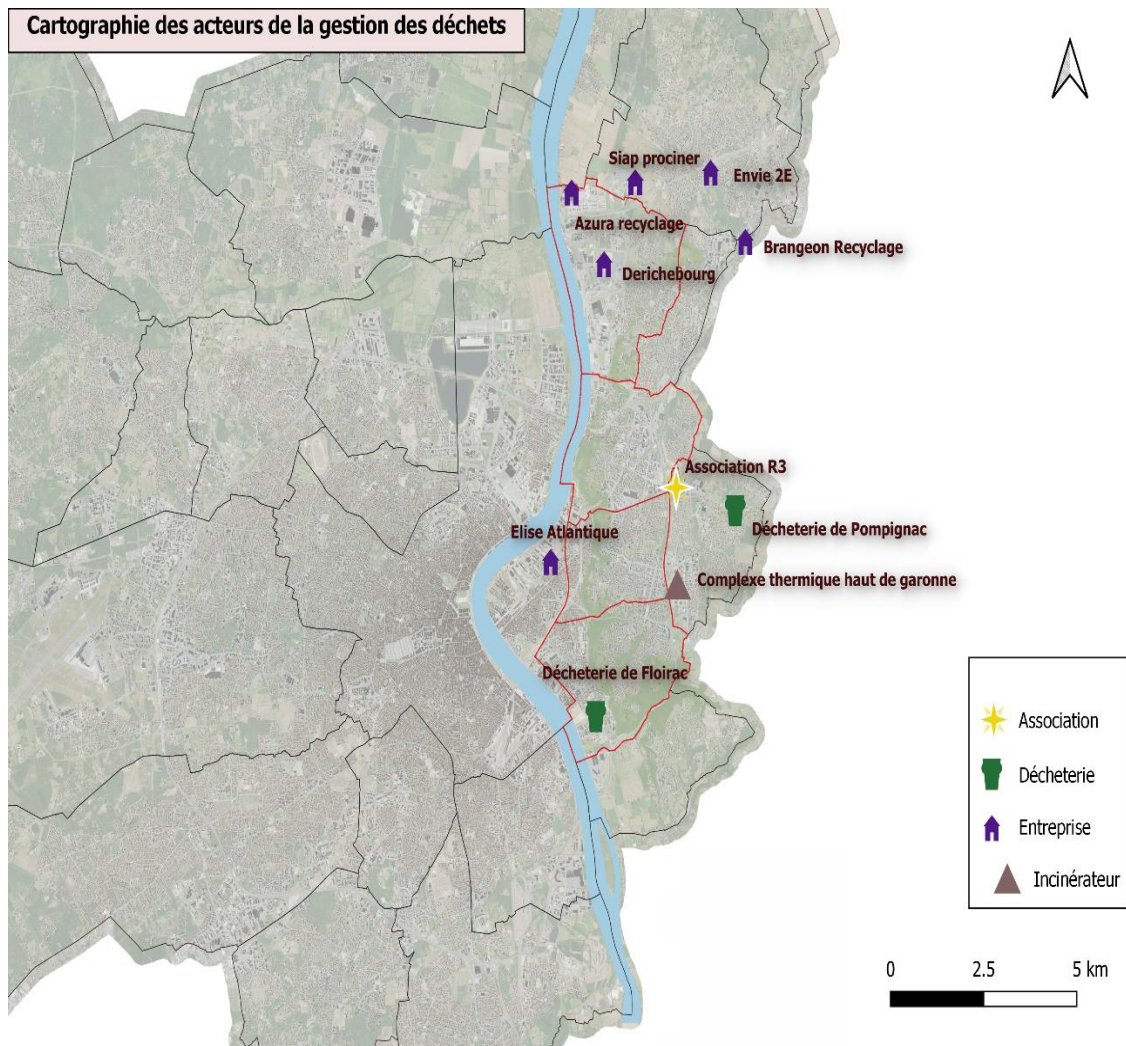 Cartographie des acteurs de la gestion des déchets
Siap prociner
Envie 2E
Azura recyclage
Brangeon Recyclage
Derichebourg
Association R3
Décheterie de Pompignac
Elise Atlantique
Complexe thermique haut de garonne
Décheterie de Floirac
Association
Décheterie
Entreprise
Incinérateur
0 2.5 5 km